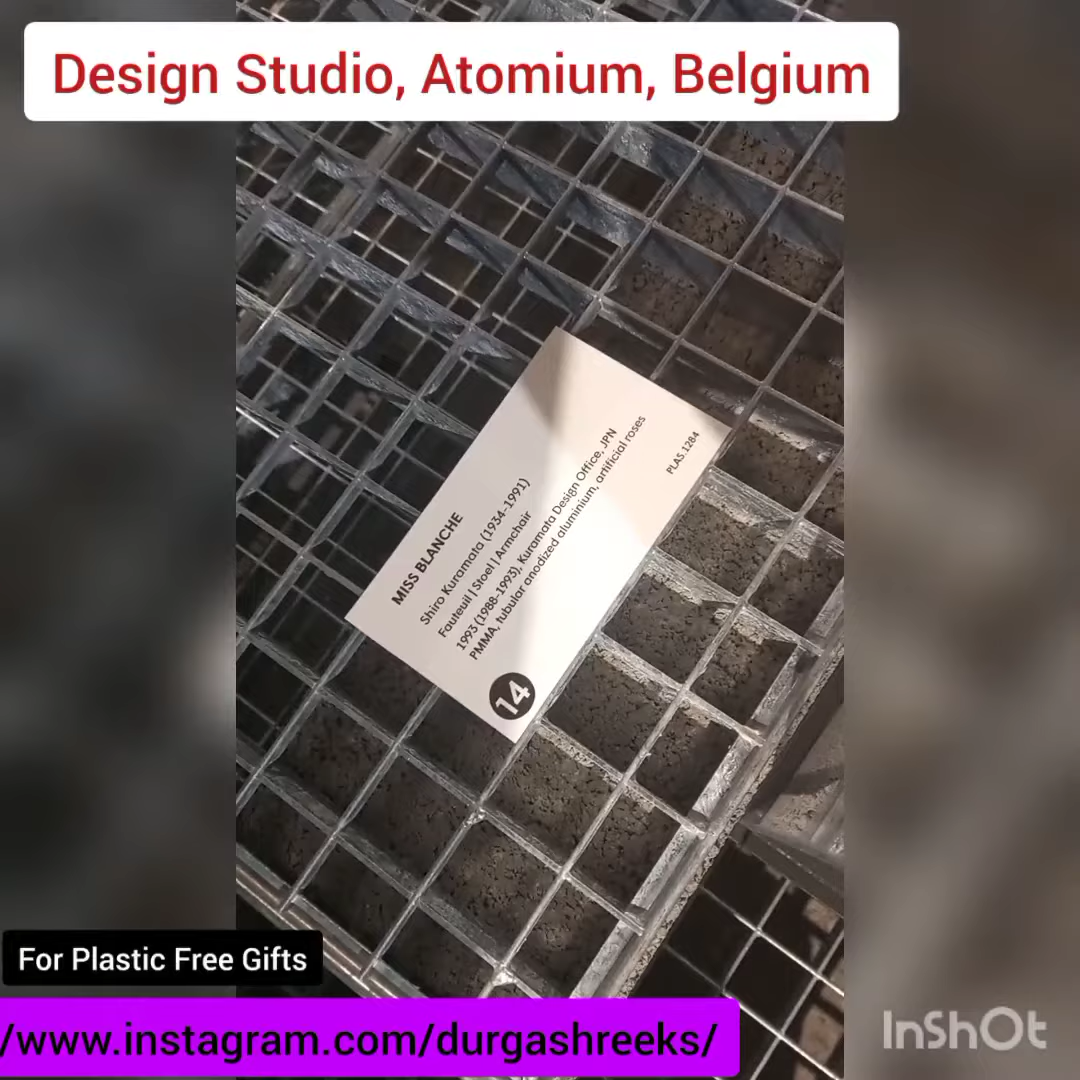 Design Studio, Atomium, Belgium
MISS BLANCHE
Shiro Kuramata (1934-1991)
Fauteuil | Stoel | Armchair
1993 (1988-1993), Kuramata Design Office, JPN
PMMA, tubular anodized aluminium, artificial roses
PLAS.1284
14
For Plastic Free Gifts
/www.instagram.com/durgashreeks/
InShOt